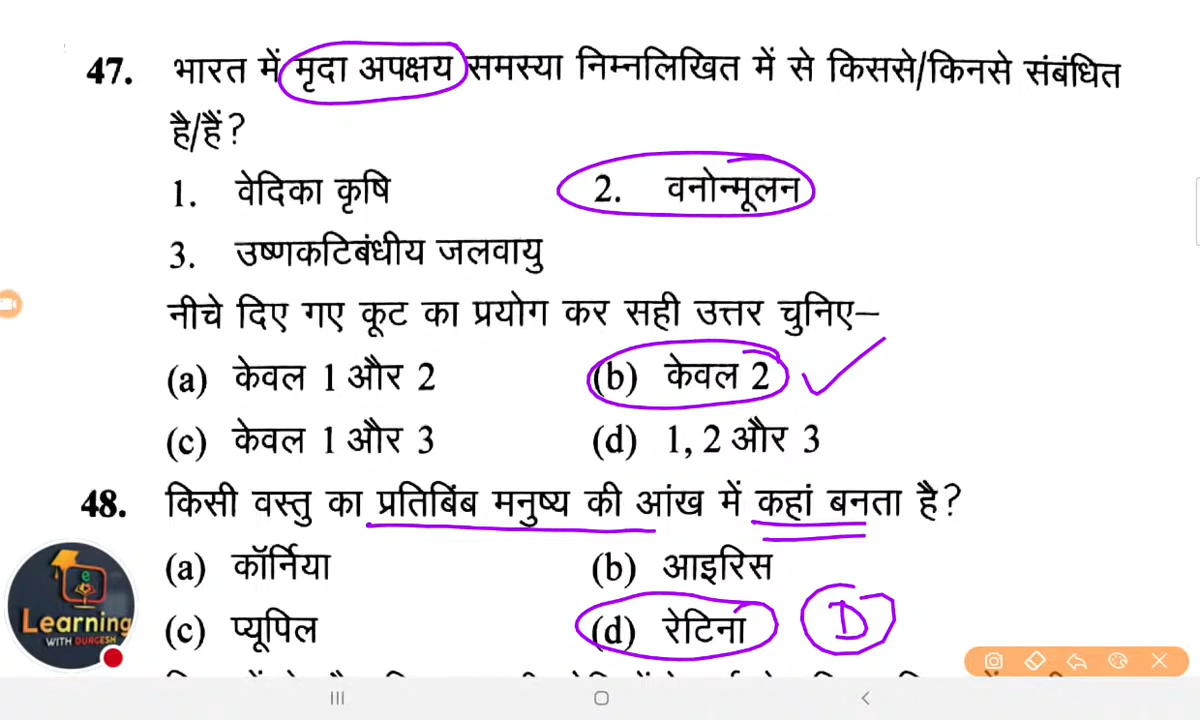 47. भारत में मृदा अपक्षय समस्या निम्नलिखित में से किससे/किनसे संबंधित
है/हैं?
1. वेदिका कृषि 2. वनोन्मूलन
3. उष्णकटिबंधीय जलवायु
नीचे दिए गए कूट का प्रयोग कर सही उत्तर चुनिए–
(a) केवल 1 और 2 (b) केवल 2
(c) केवल 1 और 3 (d) 1, 2 और 3
48. किसी वस्तु का प्रतिबिंब मनुष्य की आंख में कहां बनता है?
(a) कॉर्निया (b) आइरिस
(c) प्यूपिल (d) रेटिना D
e
Learning
WITH DURGESH